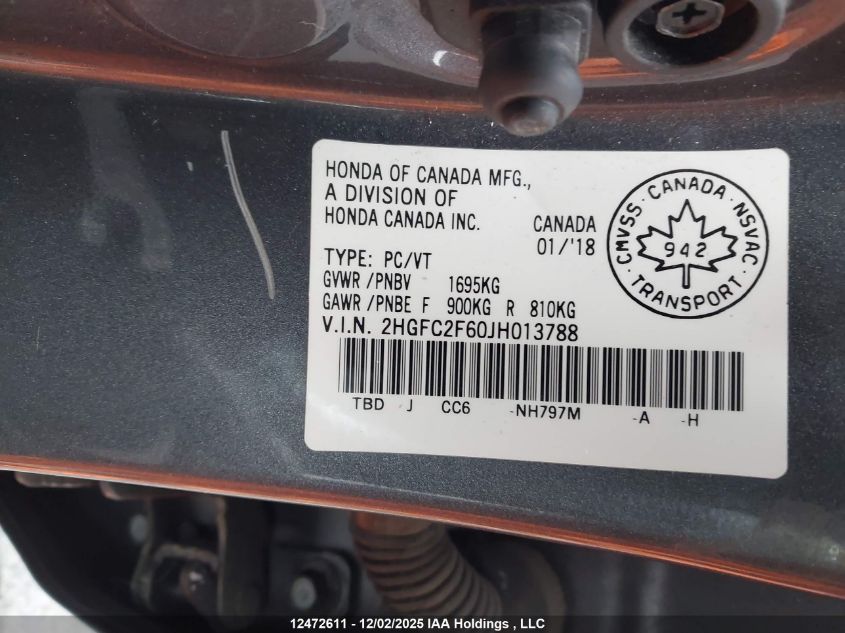 HONDA OF CANADA MFG.,
A DIVISION OF
HONDA CANADA INC. CANADA
01/'18
TYPE: PC/VT
GVWR /PNBV 1695KG
GAWR /PNBE F 900KG R 810KG
V.I.N. 2HGFC2F60JH013788
TBD J CC6 -NH797M -A -H
CMVSS · CANADA · NSVAC
942
· TRANSPORT ·
12472611 - 12/02/2025 IAA Holdings , LLC